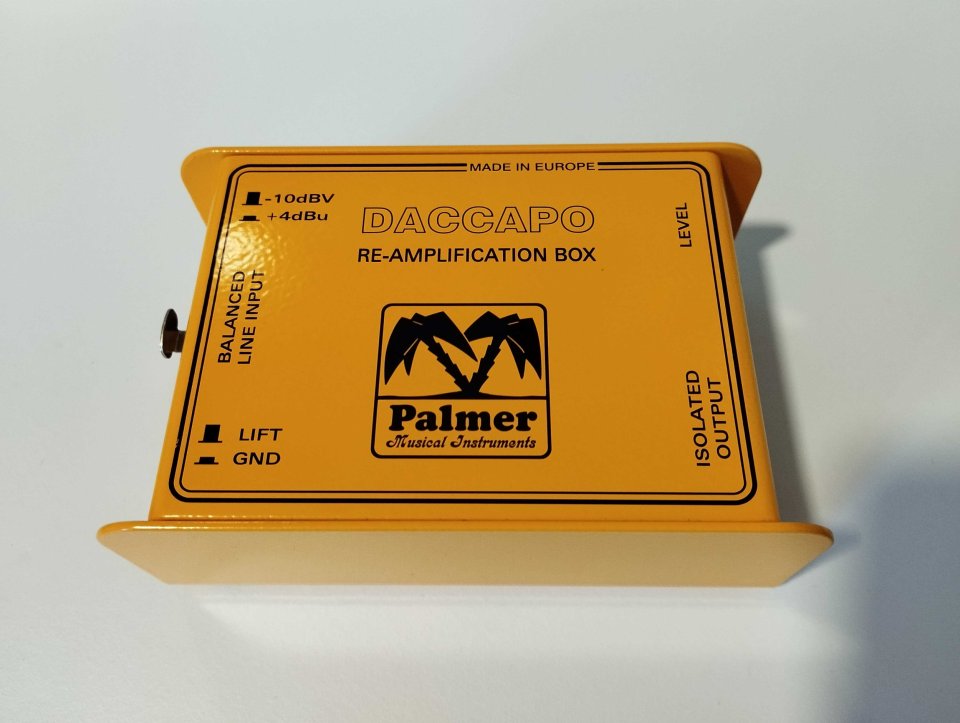 MADE IN EUROPE
-10dBV
+4dBu
DACCAPO
RE-AMPLIFICATION BOX
LEVEL
BALANCED
LINE INPUT
Palmer
Musical Instruments
ISOLATED
OUTPUT
LIFT
GND